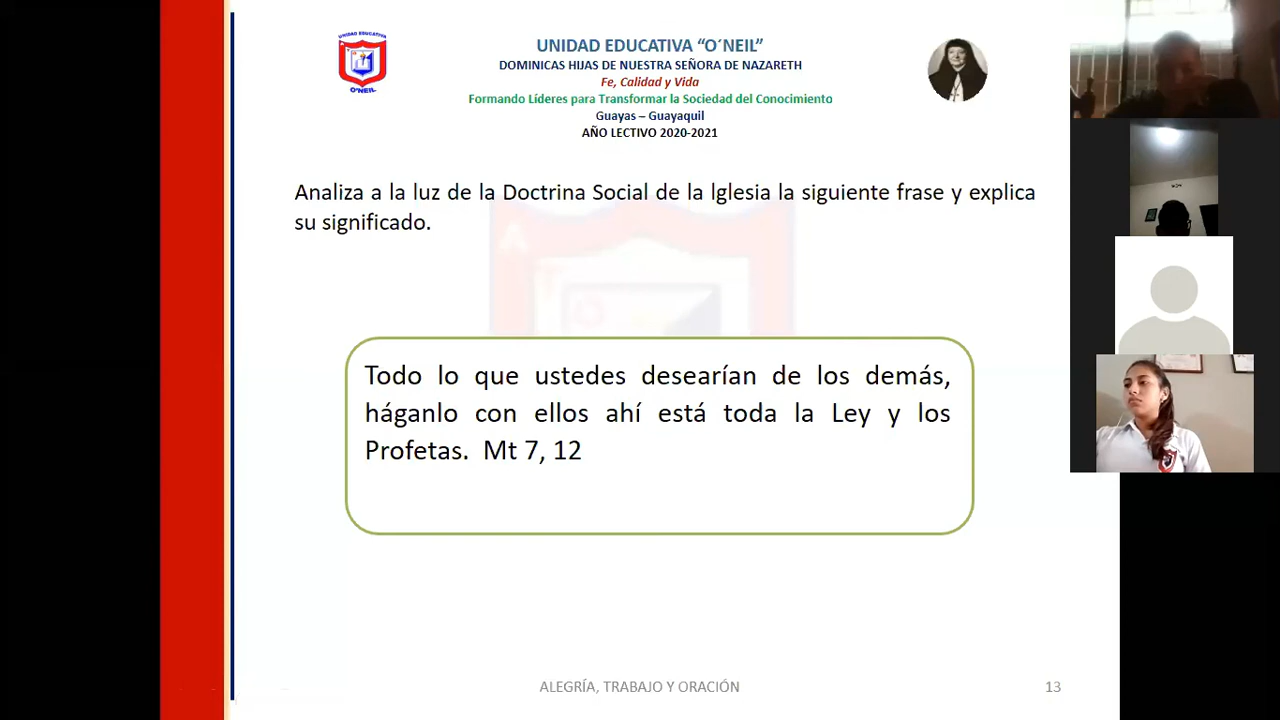 UNIDAD EDUCATIVA
O´NEIL
UNIDAD EDUCATIVA “O´NEIL”
DOMINICAS HIJAS DE NUESTRA SEÑORA DE NAZARETH
Fe, Calidad y Vida
Formando Líderes para Transformar la Sociedad del Conocimiento
Guayas – Guayaquil
AÑO LECTIVO 2020-2021
Analiza a la luz de la Doctrina Social de la Iglesia la siguiente frase y explica
su significado.
Todo lo que ustedes desearían de los demás,
háganlo con ellos ahí está toda la Ley y los
Profetas. Mt 7, 12
ALEGRÍA, TRABAJO Y ORACIÓN
13